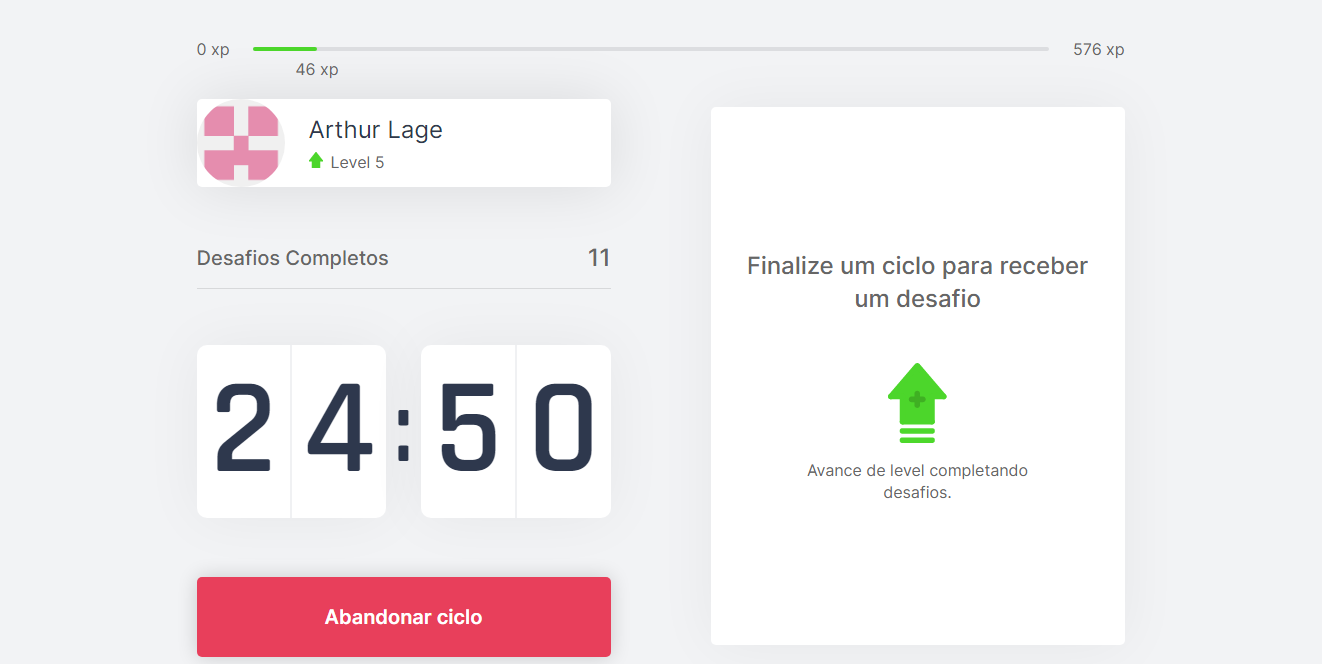 0 xp
576 xp
46 xp
Arthur Lage
Level 5
Desafios Completos 11
24:50
Abandonar ciclo
Finalize um ciclo para receber
um desafio
Avance de level completando
desafios.